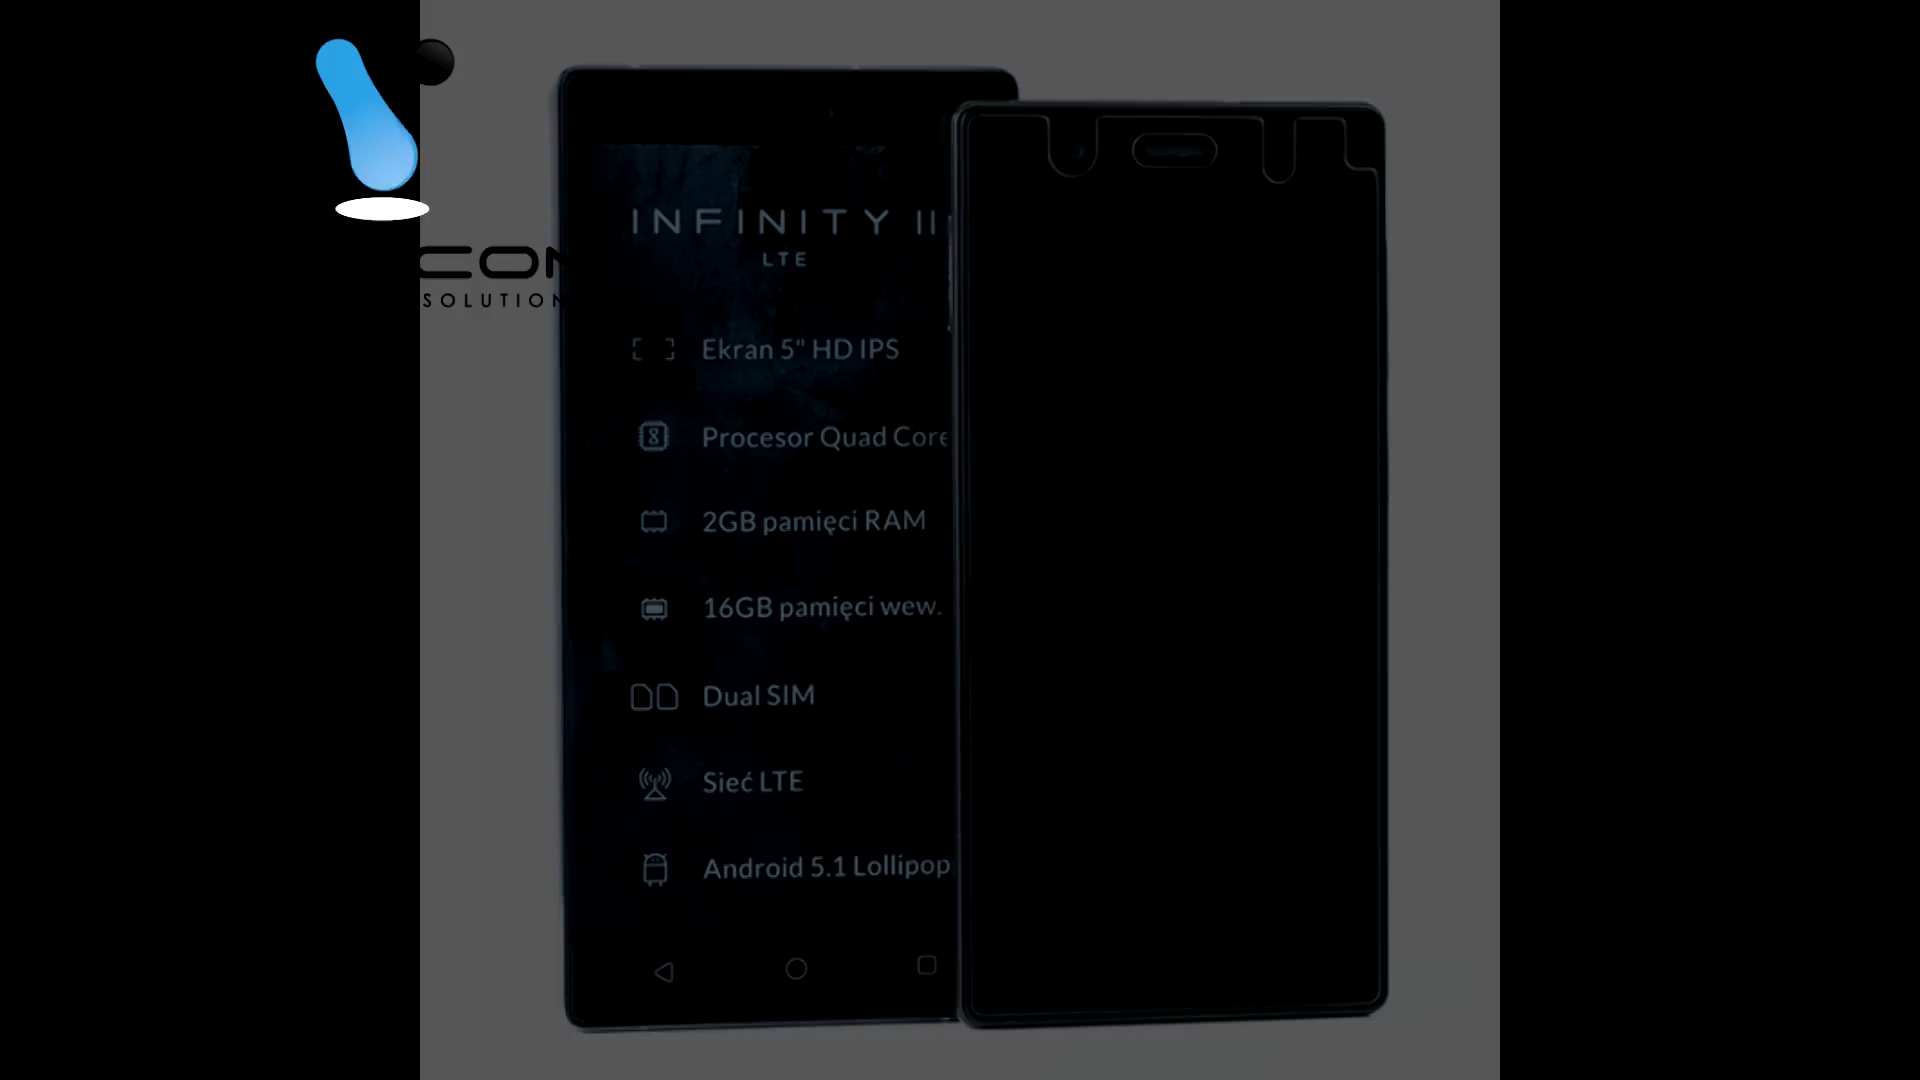 CON
SOLUTION
INFINITY II
LTE
Ekran 5" HD IPS
Procesor Quad Core
2GB pamięci RAM
16GB pamięci wew.
Dual SIM
Sieć LTE
Android 5.1 Lollipop